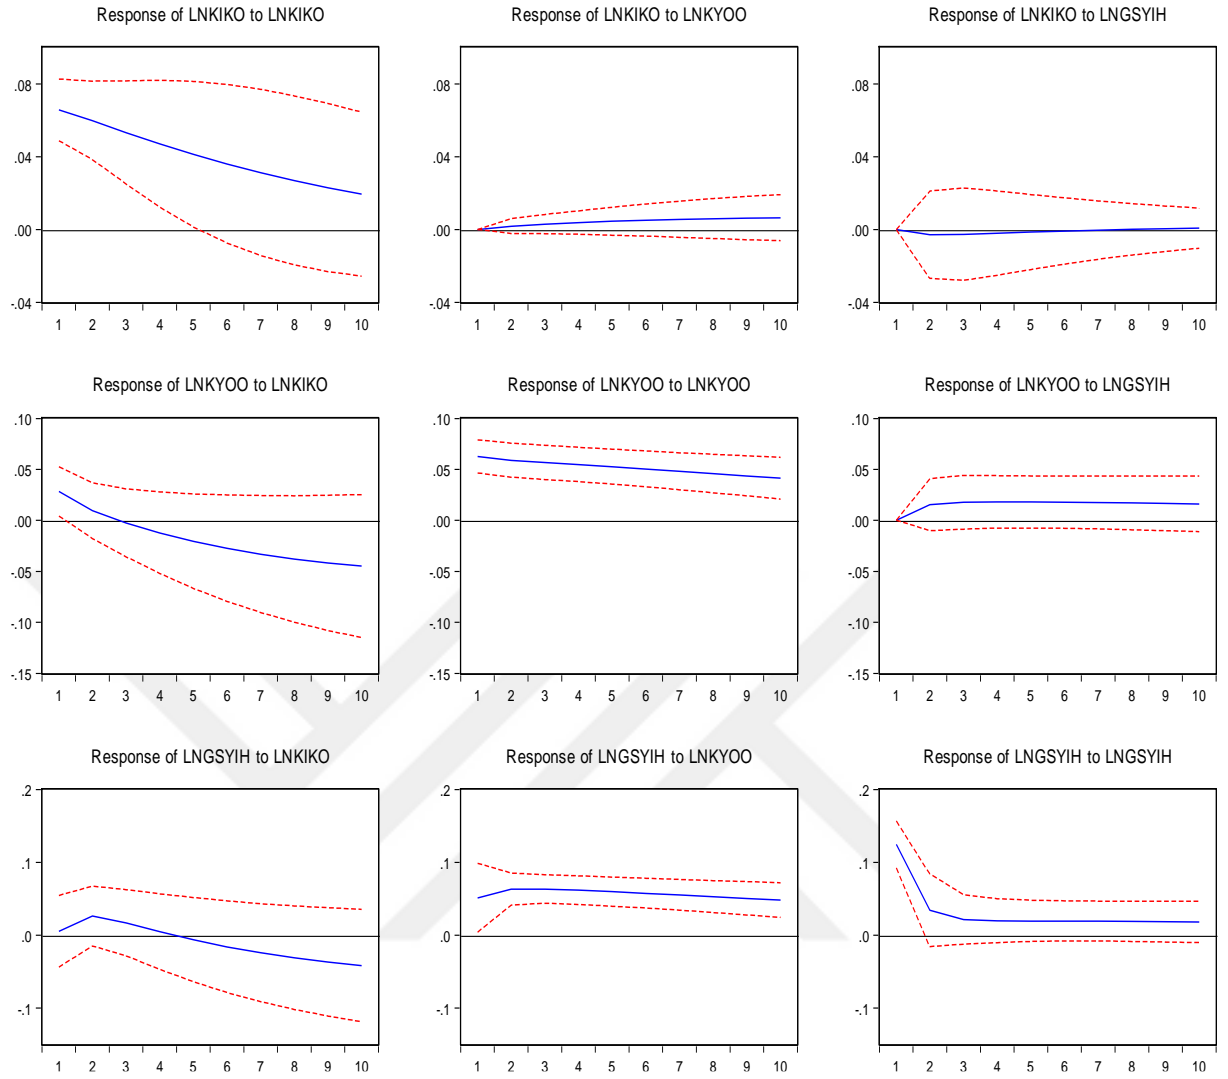 Response of LNKIKO to LNKIKO
Response of LNKIKO to LNKYOO
Response of LNKIKO to LNGSYIH
.08
.04
.00
-.04
1 2 3 4 5 6 7 8 9 10
.08
.04
.00
-.04
1 2 3 4 5 6 7 8 9 10
.08
.04
.00
-.04
1 2 3 4 5 6 7 8 9 10
Response of LNKYOO to LNKIKO
Response of LNKYOO to LNKYOO
Response of LNKYOO to LNGSYIH
.10
.05
.00
-.05
-.10
-.15
1 2 3 4 5 6 7 8 9 10
.10
.05
.00
-.05
-.10
-.15
1 2 3 4 5 6 7 8 9 10
.10
.05
.00
-.05
-.10
-.15
1 2 3 4 5 6 7 8 9 10
Response of LNGSYIH to LNKIKO
Response of LNGSYIH to LNKYOO
Response of LNGSYIH to LNGSYIH
.2
.1
.0
-.1
1 2 3 4 5 6 7 8 9 10
.2
.1
.0
-.1
1 2 3 4 5 6 7 8 9 10
.2
.1
.0
-.1
1 2 3 4 5 6 7 8 9 10